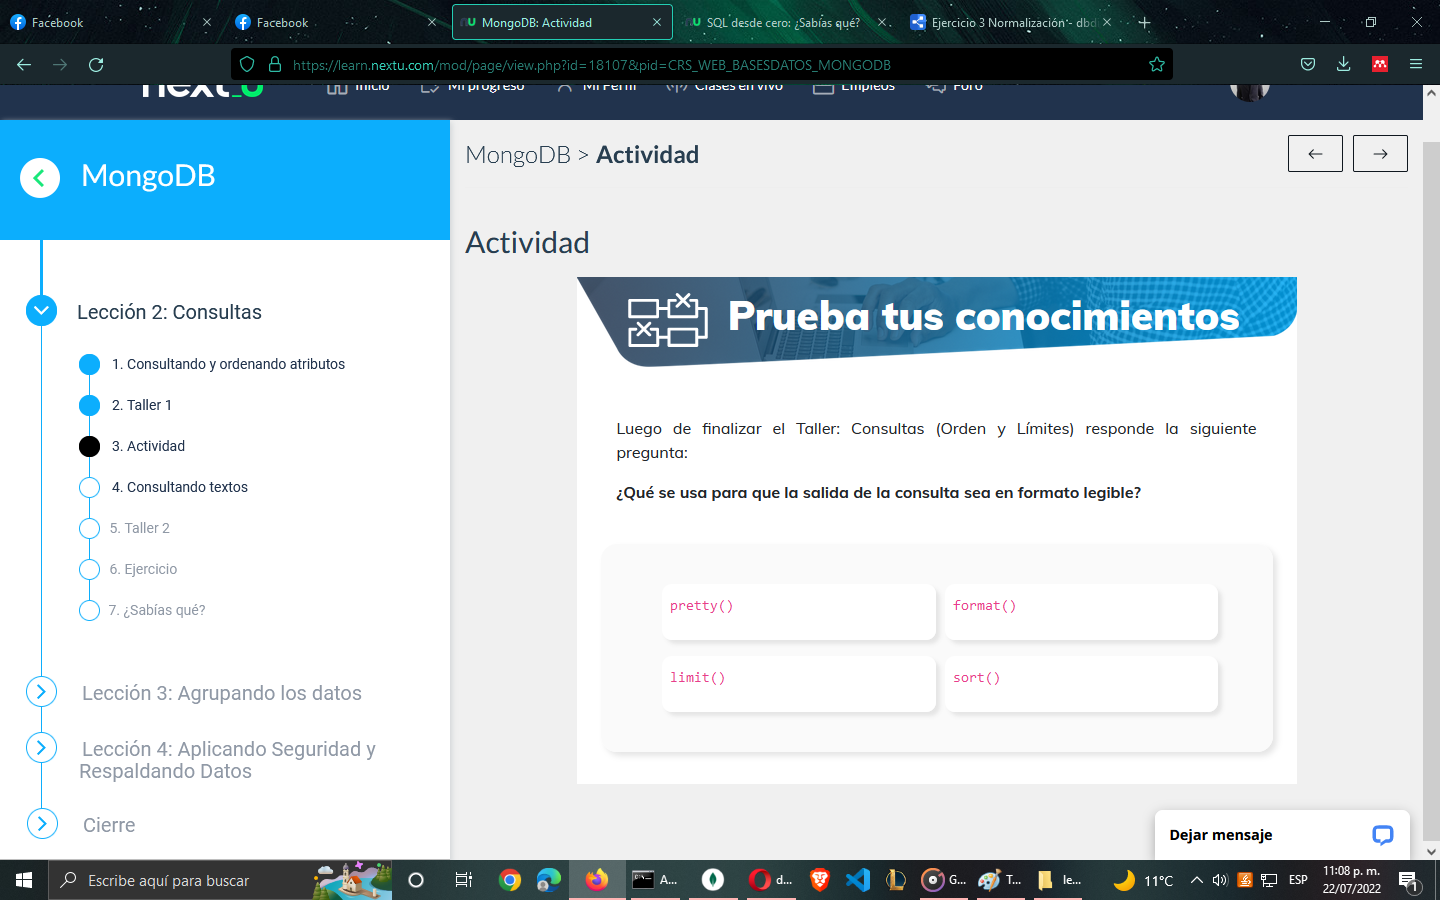 Facebook
Facebook
MongoDB: Actividad
SQL desde cero: ¿Sabías qué?
Ejercicio 3 Normalización - dbd
https://learn.nextu.com/mod/page/view.php?id=18107&pid=CRS_WEB_BASESDATOS_MONGODB
next_u
Inicio
Mi progreso
Mi Perfil
Clases en vivo
Empleos
Foro
MongoDB
Lección 2: Consultas
1. Consultando y ordenando atributos
2. Taller 1
3. Actividad
4. Consultando textos
5. Taller 2
6. Ejercicio
7. ¿Sabías qué?
Lección 3: Agrupando los datos
Lección 4: Aplicando Seguridad y
Respaldando Datos
Cierre
MongoDB > Actividad
Actividad
Prueba tus conocimientos
Luego de finalizar el Taller: Consultas (Orden y Límites) responde la siguiente
pregunta:
¿Qué se usa para que la salida de la consulta sea en formato legible?
pretty()
format()
limit()
sort()
Dejar mensaje
Escribe aquí para buscar
A...
d...
G...
T...
le...
11°C
ESP
11:08 p. m.
22/07/2022
1